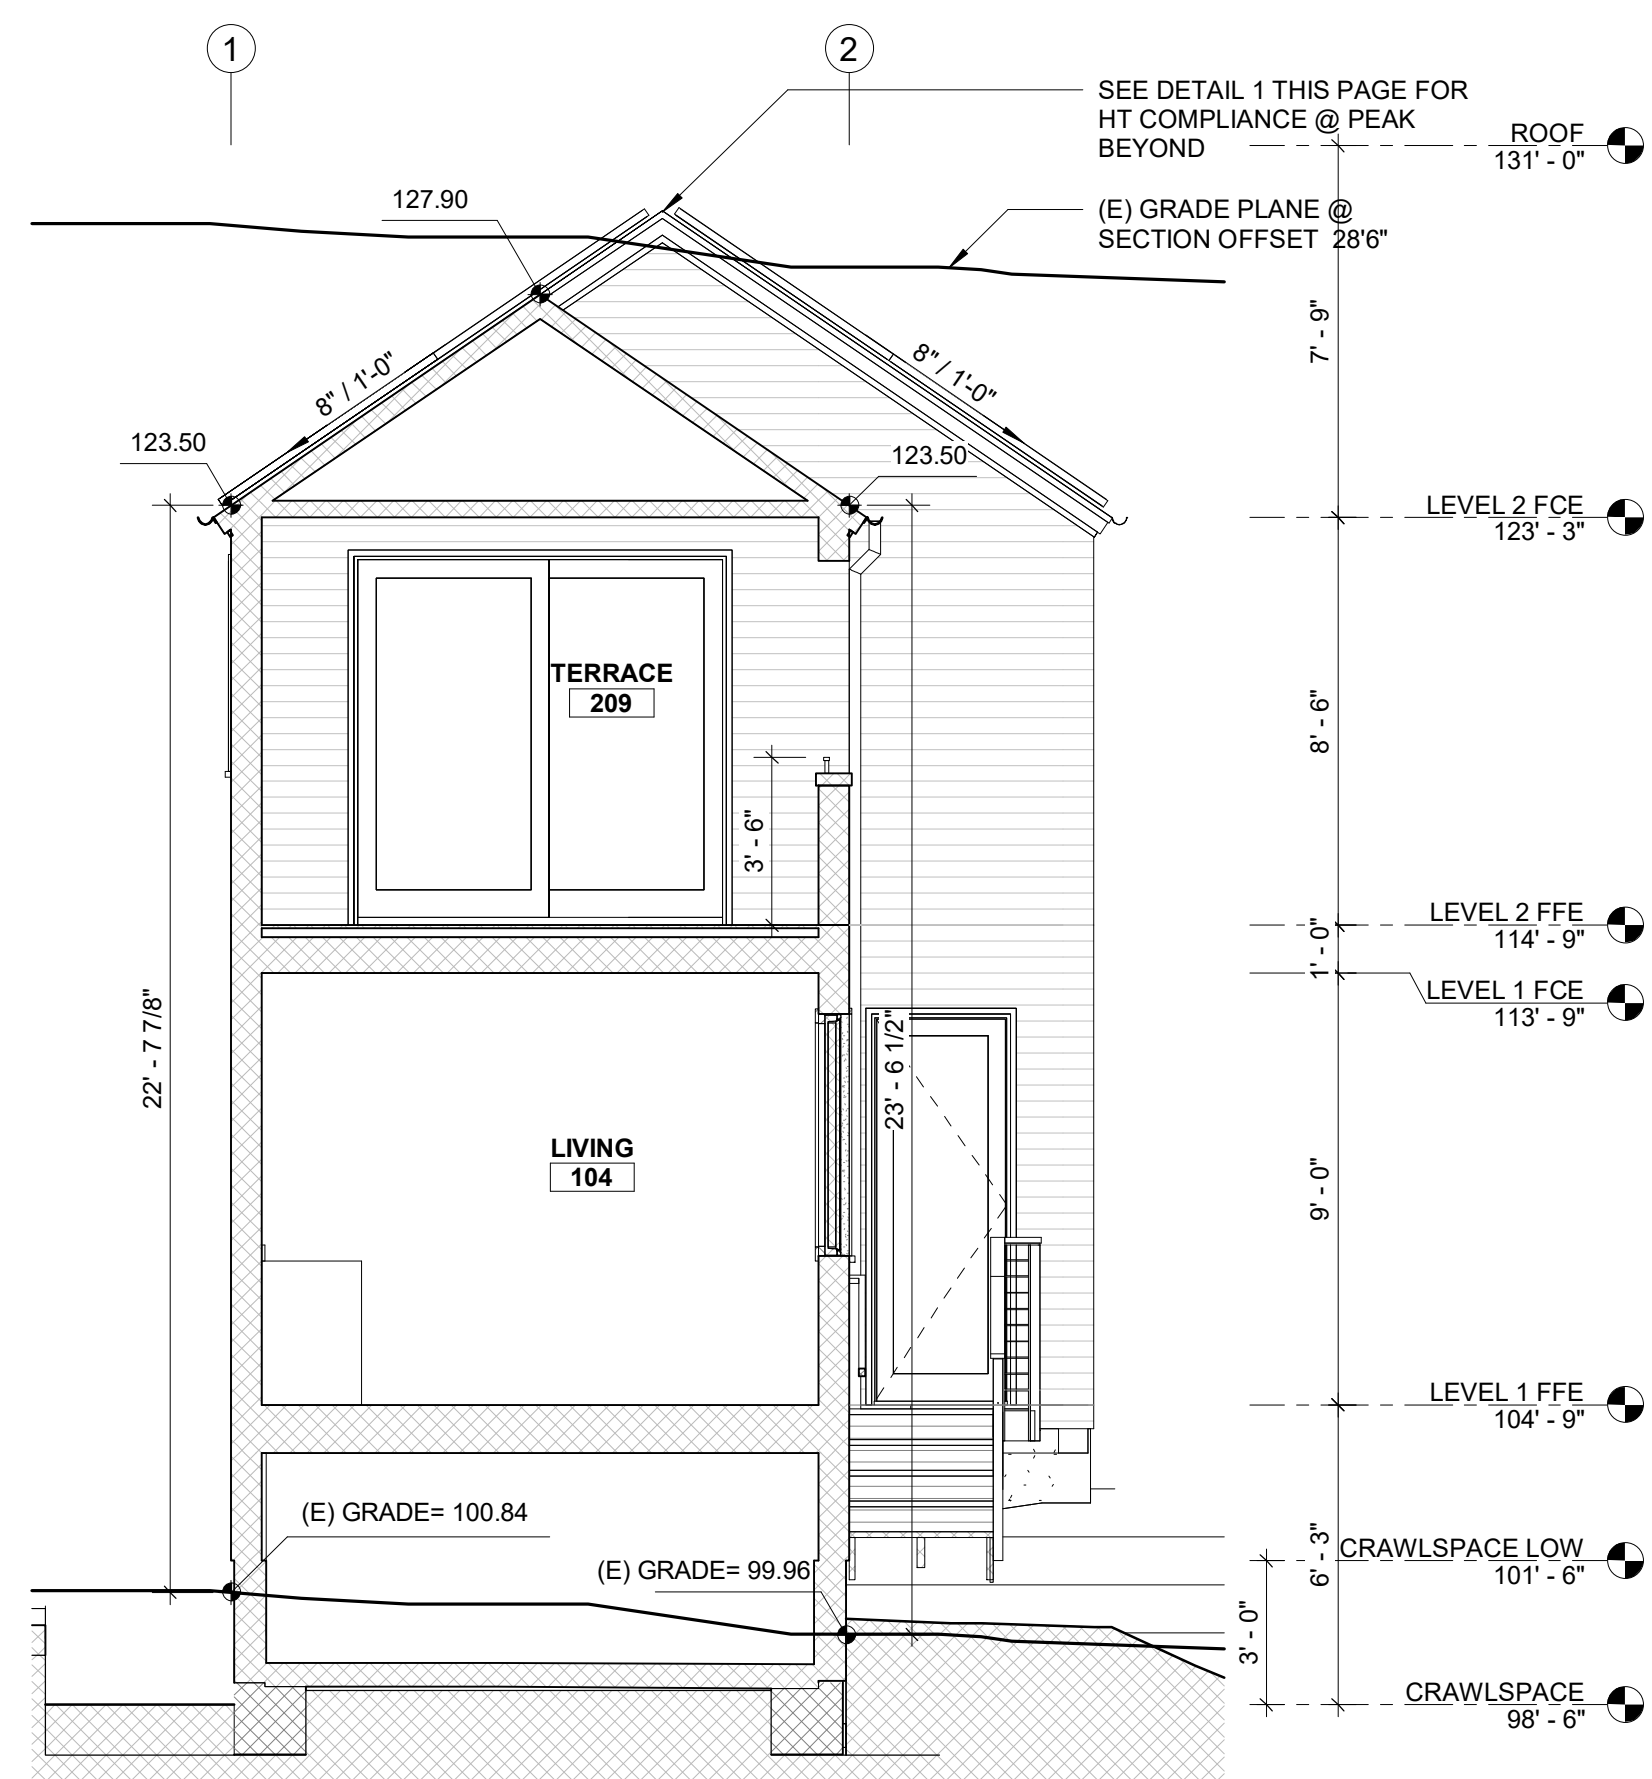 1
2
SEE DETAIL 1 THIS PAGE FOR
HT COMPLIANCE @ PEAK
BEYOND
ROOF
131' - 0"
127.90
(E) GRADE PLANE @
SECTION OFFSET 28'6"
7' - 9"
8" / 1'-0"
8" / 1'-0"
123.50
123.50
LEVEL 2 FCE
123' - 3"
TERRACE
209
8' - 6"
3' - 6"
LEVEL 2 FFE
114' - 9"
1' - 0"
LEVEL 1 FCE
113' - 9"
22' - 7 7/8"
23' - 6 1/2"
LIVING
104
9' - 0"
LEVEL 1 FFE
104' - 9"
(E) GRADE= 100.84
(E) GRADE= 99.96
6' - 3"
CRAWLSPACE LOW
101' - 6"
3' - 0"
CRAWLSPACE
98' - 6"